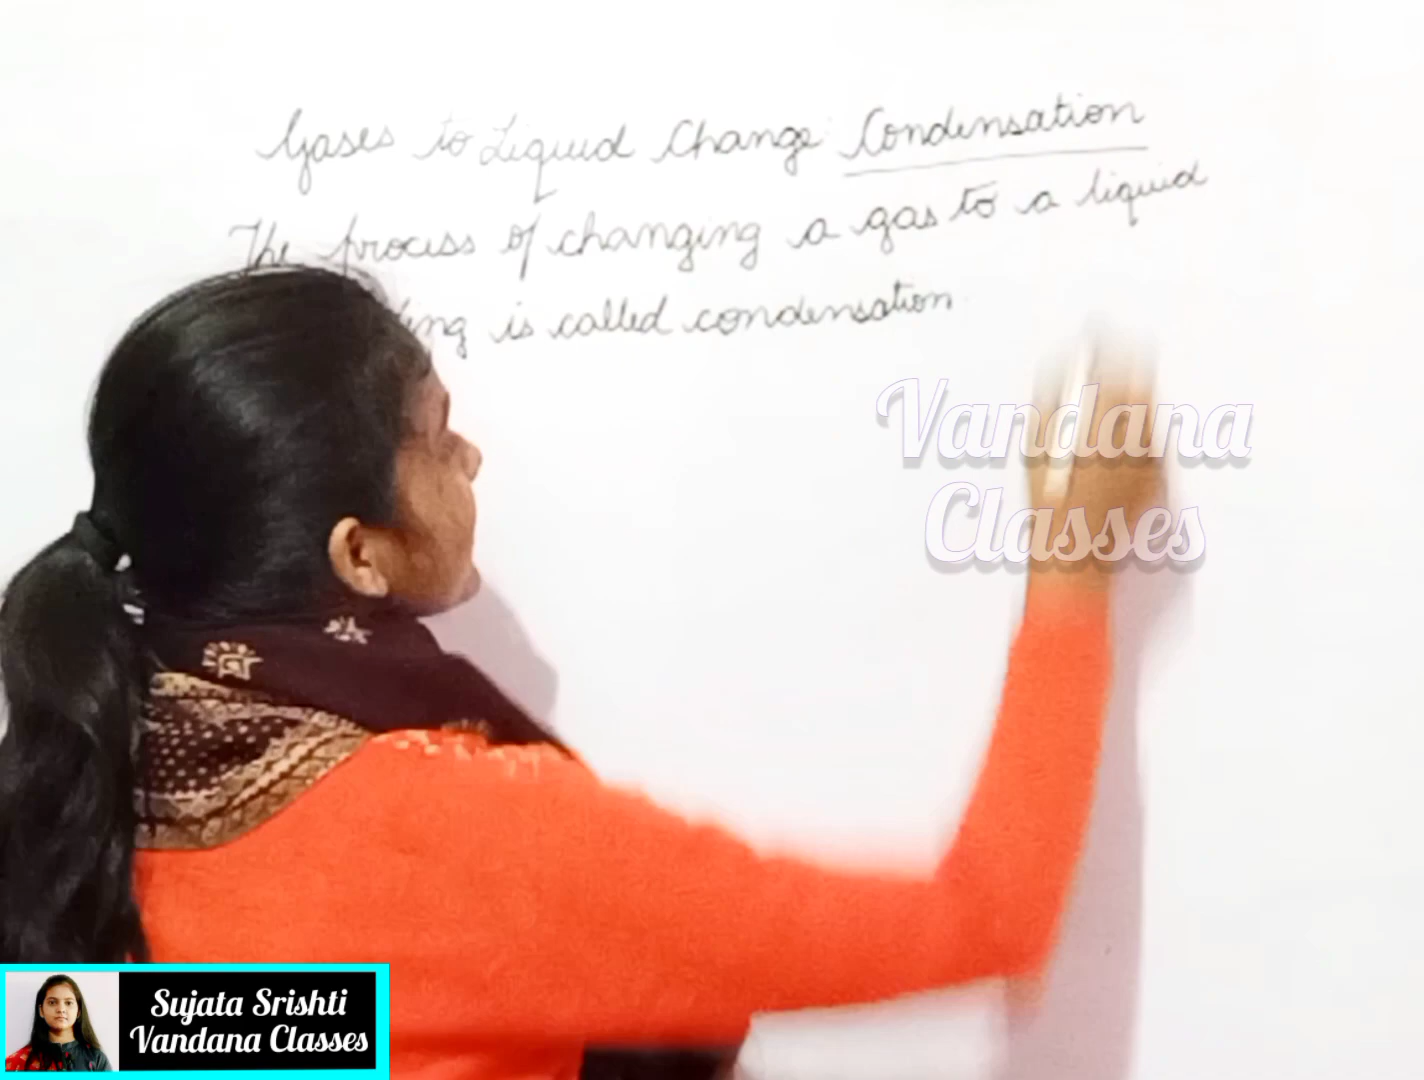 Gases to Liquid Change: Condensation
The process of changing a gas to a liquid
is called condensation.
Vandana
Classes
Sujata Srishti
Vandana Classes